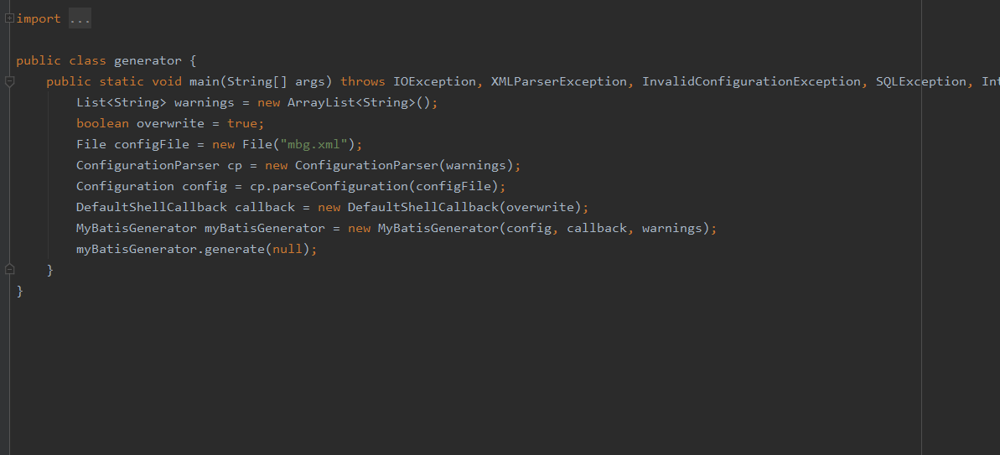 import ...
public class generator {
public static void main(String[] args) throws IOException, XMLParserException, InvalidConfigurationException, SQLException, Int
List<String> warnings = new ArrayList<String>();
boolean overwrite = true;
File configFile = new File("mbg.xml");
ConfigurationParser cp = new ConfigurationParser(warnings);
Configuration config = cp.parseConfiguration(configFile);
DefaultShellCallback callback = new DefaultShellCallback(overwrite);
MyBatisGenerator myBatisGenerator = new MyBatisGenerator(config, callback, warnings);
myBatisGenerator.generate(null);
}
}